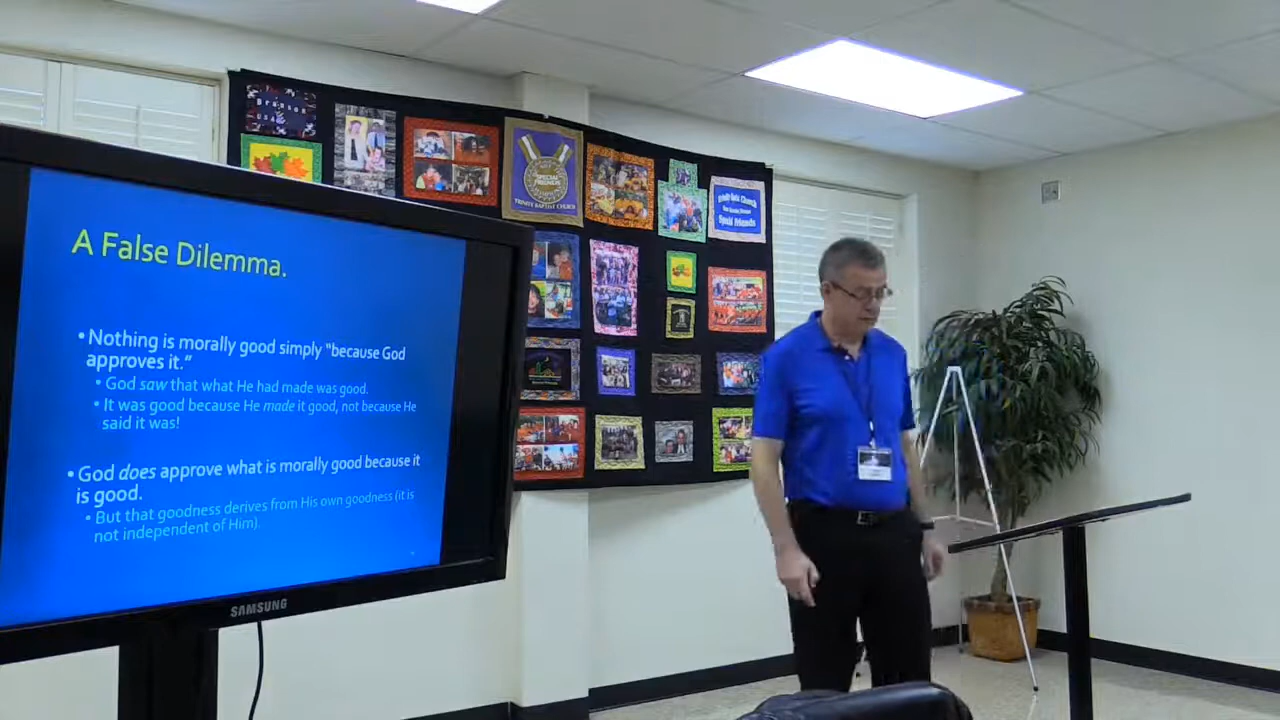 A False Dilemma.
•Nothing is morally good simply “because God
approves it.”
• God saw that what He had made was good.
• It was good because He made it good, not because He
said it was!
•God does approve what is morally good because it
is good.
• But that goodness derives from His own goodness (it is
not independent of Him).
SAMSUNG
SPECIAL
FRIENDS
TRINITY BAPTIST CHURCH
Special Friends